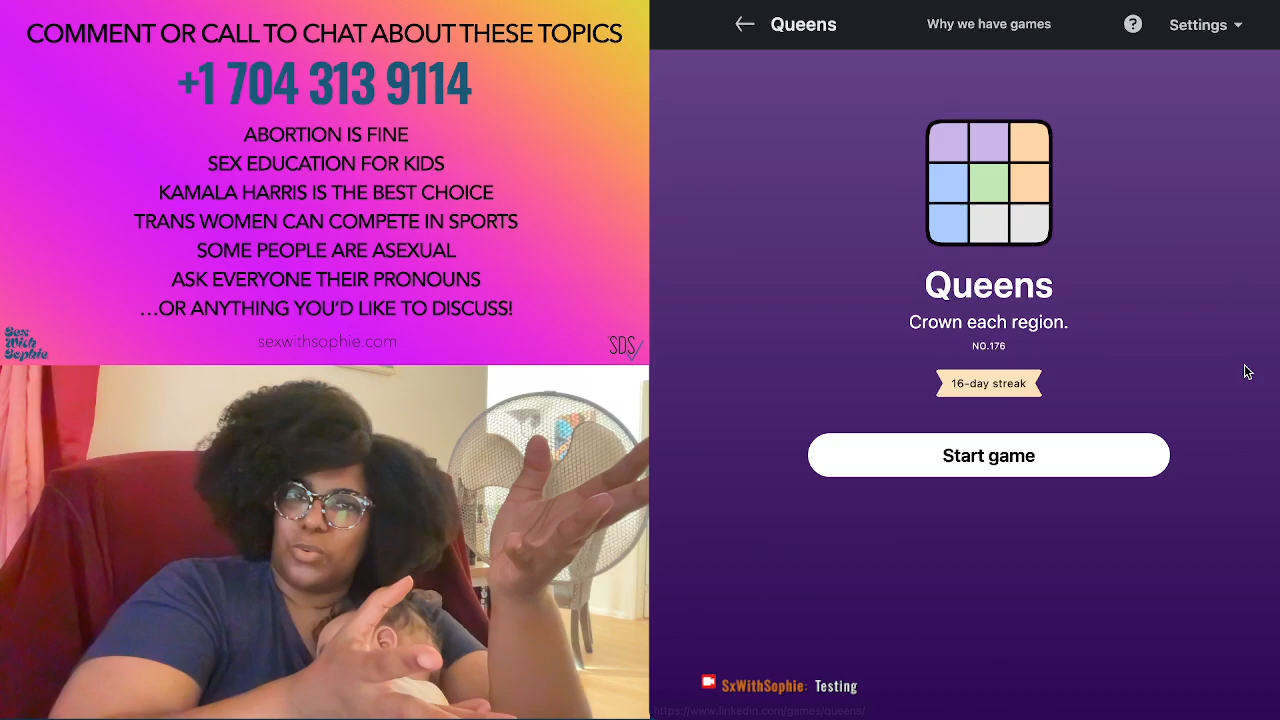 COMMENT OR CALL TO CHAT ABOUT THESE TOPICS
+1 704 313 9114
ABORTION IS FINE
SEX EDUCATION FOR KIDS
KAMALA HARRIS IS THE BEST CHOICE
TRANS WOMEN CAN COMPETE IN SPORTS
SOME PEOPLE ARE ASEXUAL
ASK EVERYONE THEIR PRONOUNS
...OR ANYTHING YOU'D LIKE TO DISCUSS!
sexwithsophie.com
Sex
With
Sophie
SDS
Queens
Why we have games
?
Settings
Queens
Crown each region.
NO.176
16-day streak
Start game
SxWithSophie: Testing
https://www.linkedin.com/games/queens/